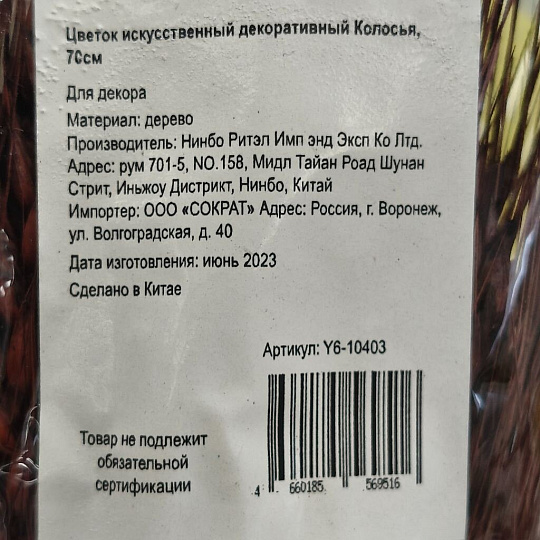 Цветок искусственный декоративный Колосья,
70см
Для декора
Материал: дерево
Производитель: Нинбо Ритэл Имп энд Эксп Ко Лтд.
Адрес: рум 701-5, NO.158, Мидл Тайан Роад Шунан
Стрит, Иньжоу Дистрикт, Нинбо, Китай
Импортер: ООО «СОКРАТ» Адрес: Россия, г. Воронеж,
ул. Волгоградская, д. 40
Дата изготовления: июнь 2023
Сделано в Китае
Артикул: Y6-10403
Товар не подлежит
обязательной
сертификации
4 660185 569516